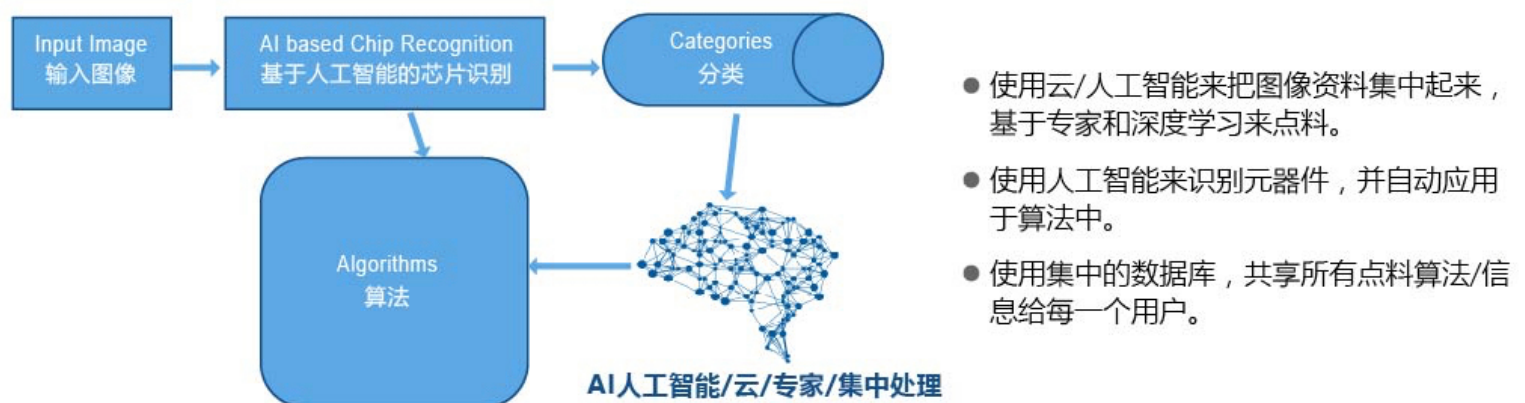 Input Image
输入图像
AI based Chip Recognition
基于人工智能的芯片识别
Categories
分类
Algorithms
算法
AI人工智能/云/专家/集中处理
使用云/人工智能来把图像资料集中起来，
基于专家和深度学习来点料。
使用人工智能来识别元器件，并自动应用
于算法中。
使用集中的数据库，共享所有点料算法/信
息给每一个用户。